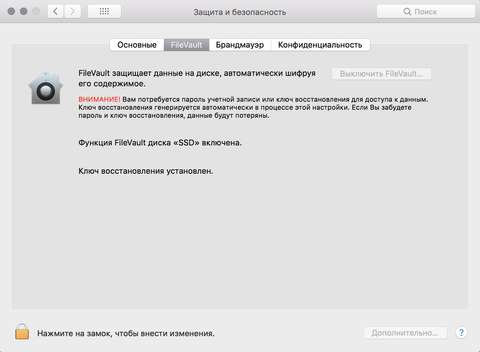 Защита и безопасность
Поиск
Основные
FileVault
Брандмауэр
Конфиденциальность
FileVault защищает данные на диске, автоматически шифруя
его содержимое.
Выключить FileVault...
ВНИМАНИЕ! Вам потребуется пароль учетной записи или ключ восстановления для доступа к данным.
Ключ восстановления генерируется автоматически в процессе этой настройки. Если Вы забудете
пароль и ключ восстановления, данные будут потеряны.
Функция FileVault диска «SSD» включена.
Ключ восстановления установлен.
Нажмите на замок, чтобы внести изменения.
Дополнительно...
?